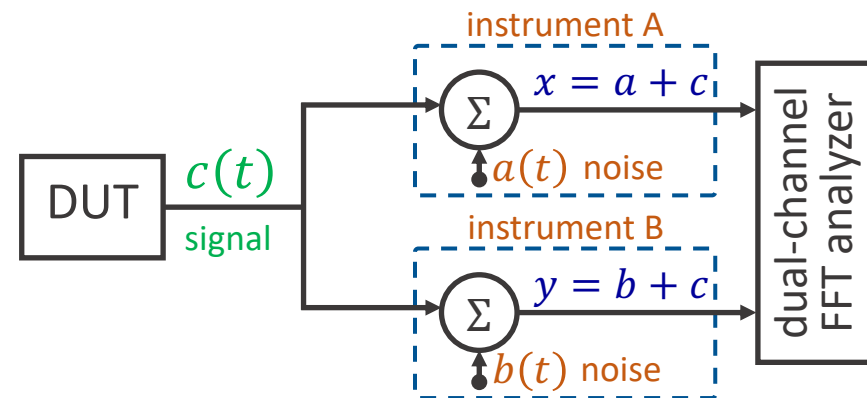 instrument A
x = a + c
Σ
a(t) noise
DUT
c(t)
signal
instrument B
y = b + c
Σ
b(t) noise
dual-channel
FFT analyzer